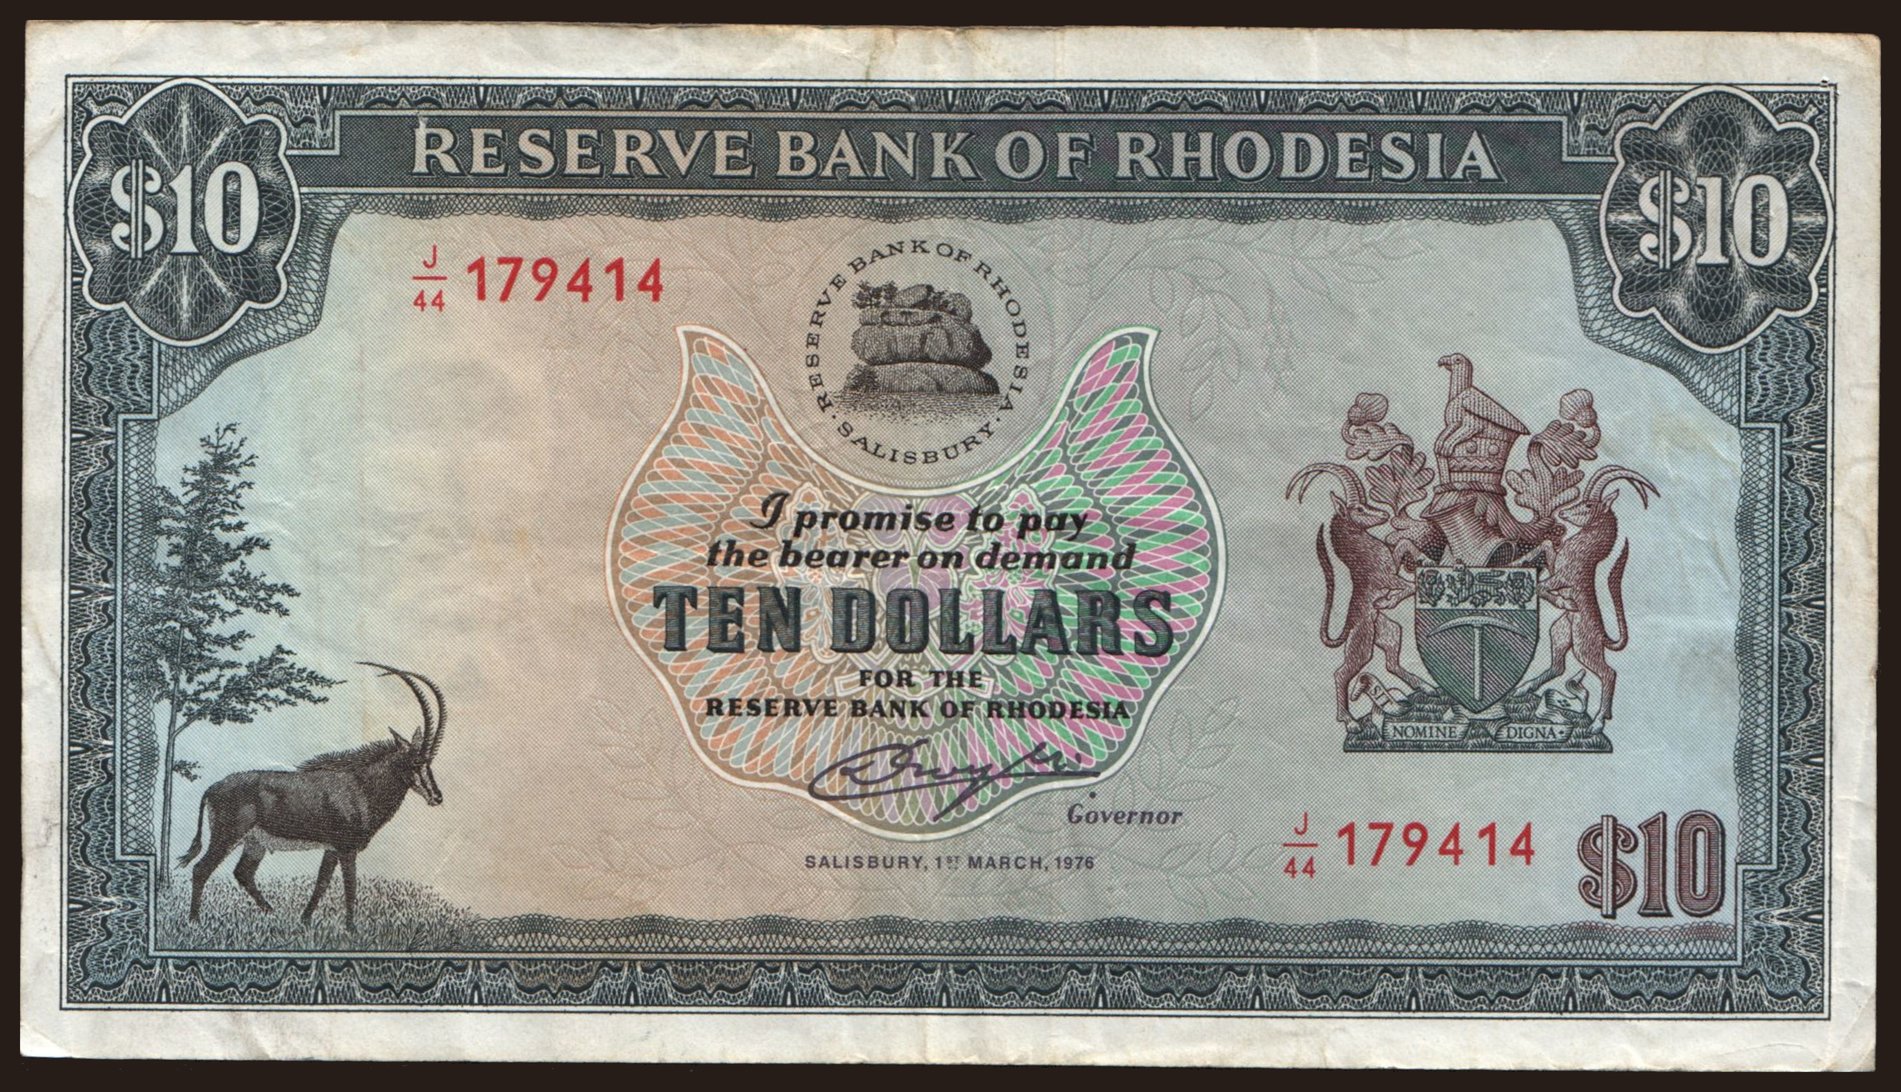 RESERVE BANK OF RHODESIA
$10
$10
J/44 179414
RESERVE BANK OF RHODESIA
· SALISBURY ·
I promise to pay
the bearer on demand
TEN DOLLARS
FOR THE
RESERVE BANK OF RHODESIA
Governor
SALISBURY, 1ST MARCH, 1976
SIT
NOMINE DIGNA
J/44 179414
$10